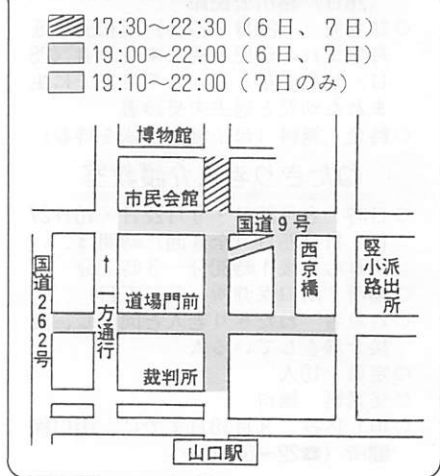 17:30～22:30（6日、7日）
19:00～22:00（6日、7日）
19:10～22:00（7日のみ）
博物館
市民会館
国道9号
国道262号
↑一方通行
道場門前
西京橋
竪小路
派出所
裁判所
山口駅